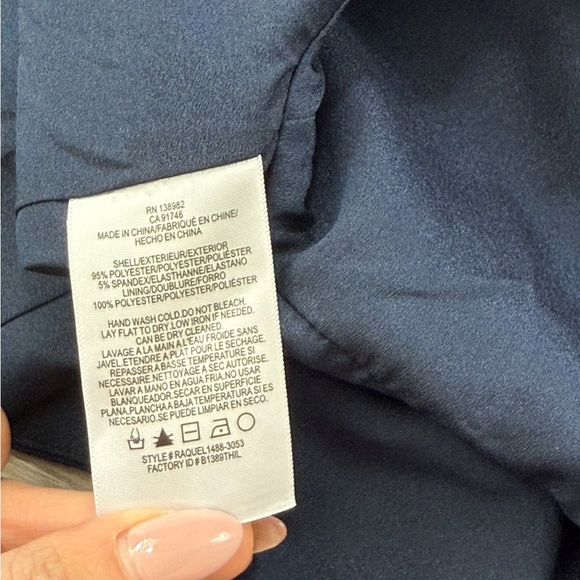 RN 138982
CA 91746
MADE IN CHINA/FABRIQUÉ EN CHINE/
HECHO EN CHINA
SHELL/EXTERIEUR/EXTERIOR
95% POLYESTER/POLYESTER/POLIÉSTER
5% SPANDEX/ELASTHANNE/ELASTANO
LINING/DOUBLURE/FORRO
100% POLYESTER/POLYESTER/POLIÉSTER
HAND WASH COLD.DO NOT BLEACH.
LAY FLAT TO DRY.LOW IRON IF NEEDED.
CAN BE DRY CLEANED.
LAVAGE A LA MAIN A L'EAU FROIDE SANS
JAVEL.ETENDRE A PLAT POUR LE SECHAGE.
REPASSER A BASSE TEMPERATURE SI
NECESSAIRE.NETTOYAGE A SEC AUTORISE.
LAVAR A MANO EN AGUA FRIA.NO USAR
BLANQUEADOR.SECAR EN SUPERFICIE
PLANA.PLANCHA A BAJA TEMPERATURA SI ES
NECESARIO.SE PUEDE LIMPIAR EN SECO.
STYLE # RAQUEL1486-3053
FACTORY ID # B1389THIL